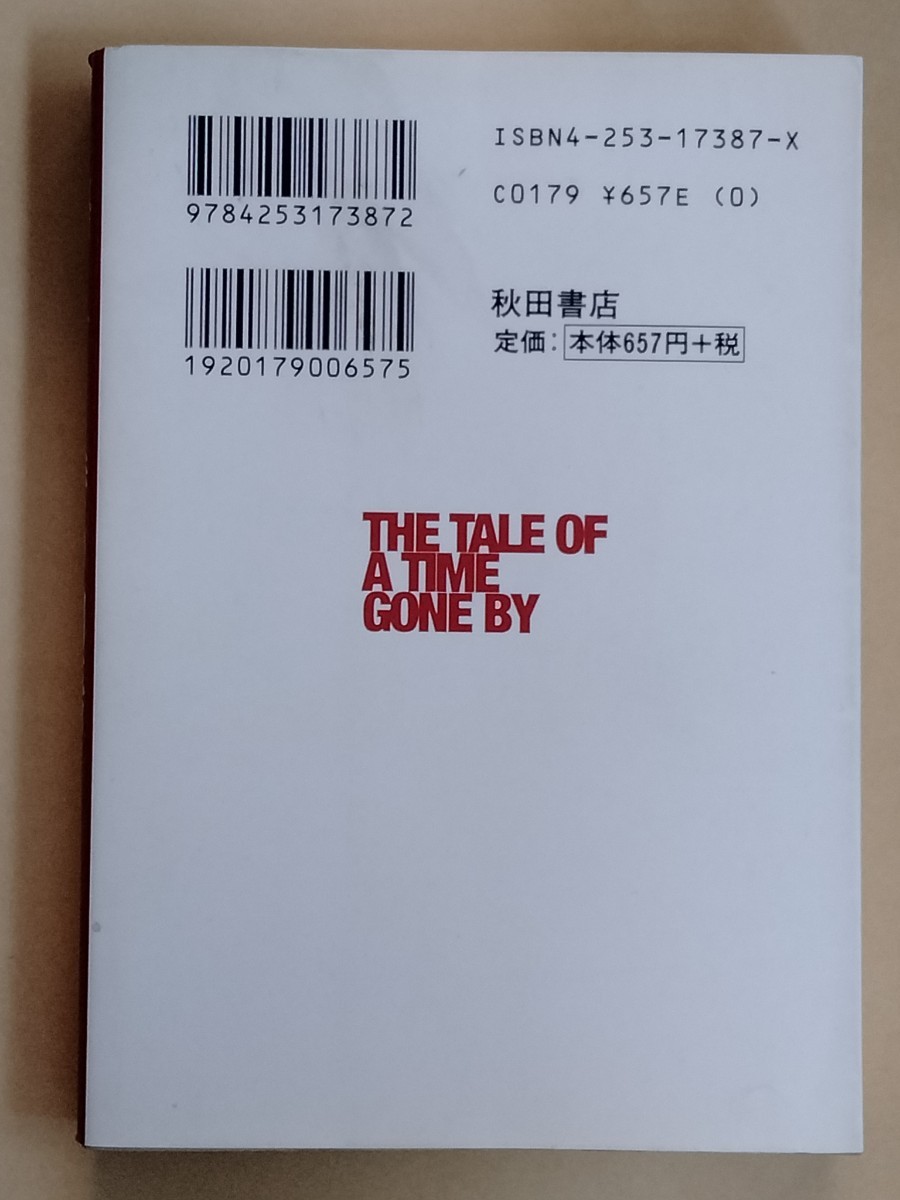 9784253173872
ISBN4-253-17387-X
C0179 ¥657E (0)
1920179006575
秋田書店
定価：本体657円+税
THE TALE OF
A TIME
GONE BY